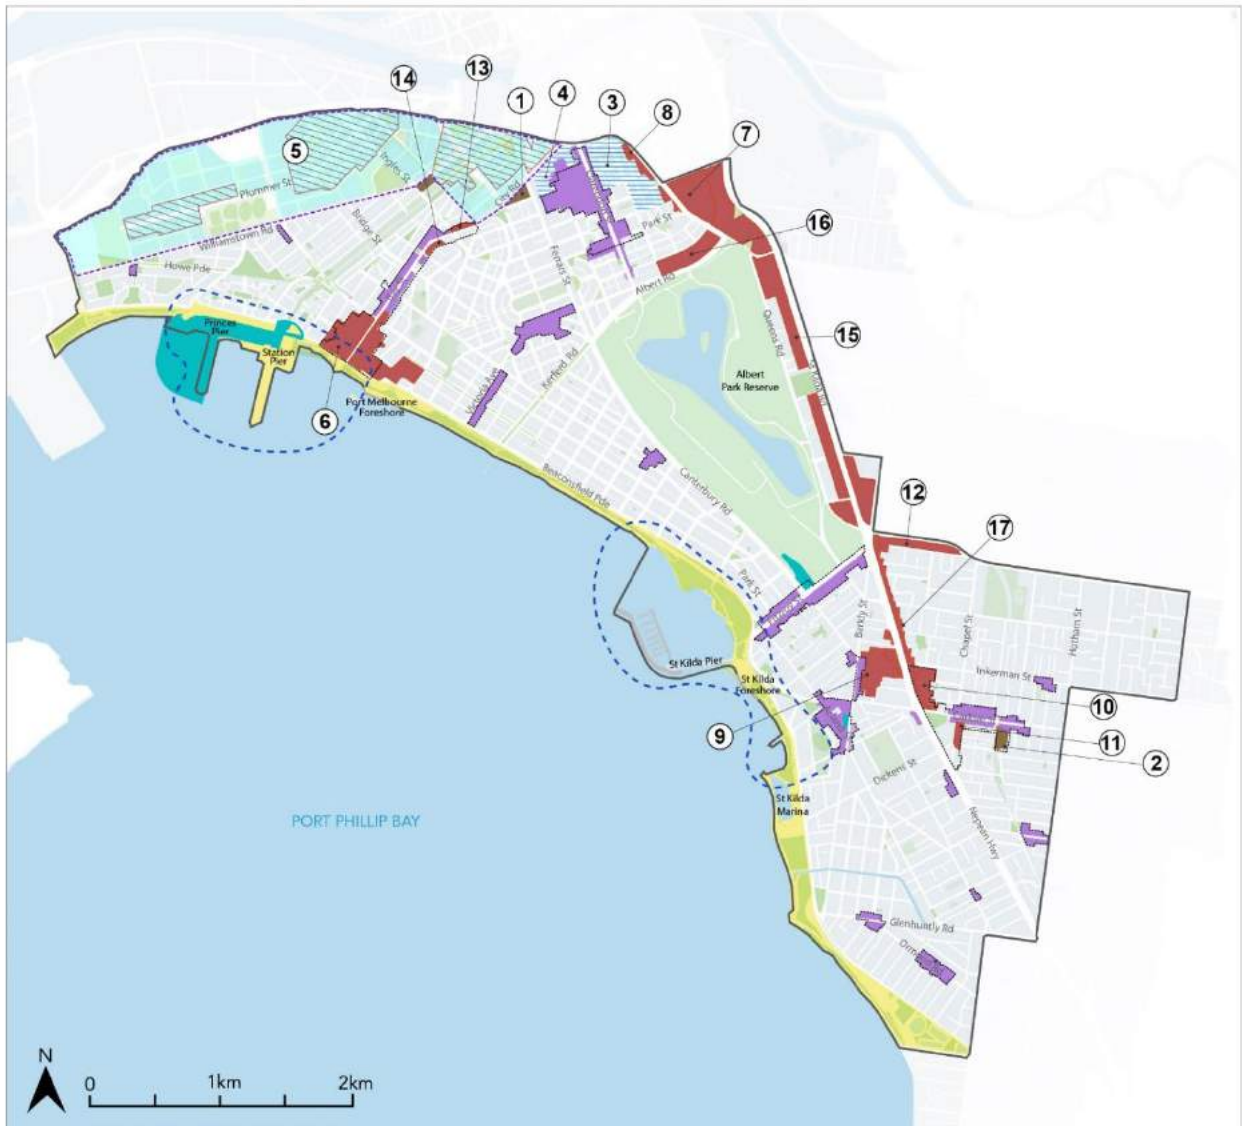 14
13
1
4
3
8
7
5
Plummer St
Ingles St
City Rd
Williamstown Rd
Bridge St
Howe Pde
Ferrars St
Park St
16
Albert Rd
Princes
Pier
Station
Pier
Queens Rd
St Kilda Rd
15
Albert
Park Reserve
Kerferd Rd
Victoria Ave
Port Melbourne
Foreshore
6
Beaconsfield Pde
Canterbury Rd
12
17
Park St
Barkly St
Chapel St
Hotham St
St Kilda Pier
St Kilda
Foreshore
Inkerman St
10
9
11
2
Dickens St
St Kilda
Marina
PORT PHILLIP BAY
Nepean Hwy
Glenhuntly Rd
N
0
1km
2km